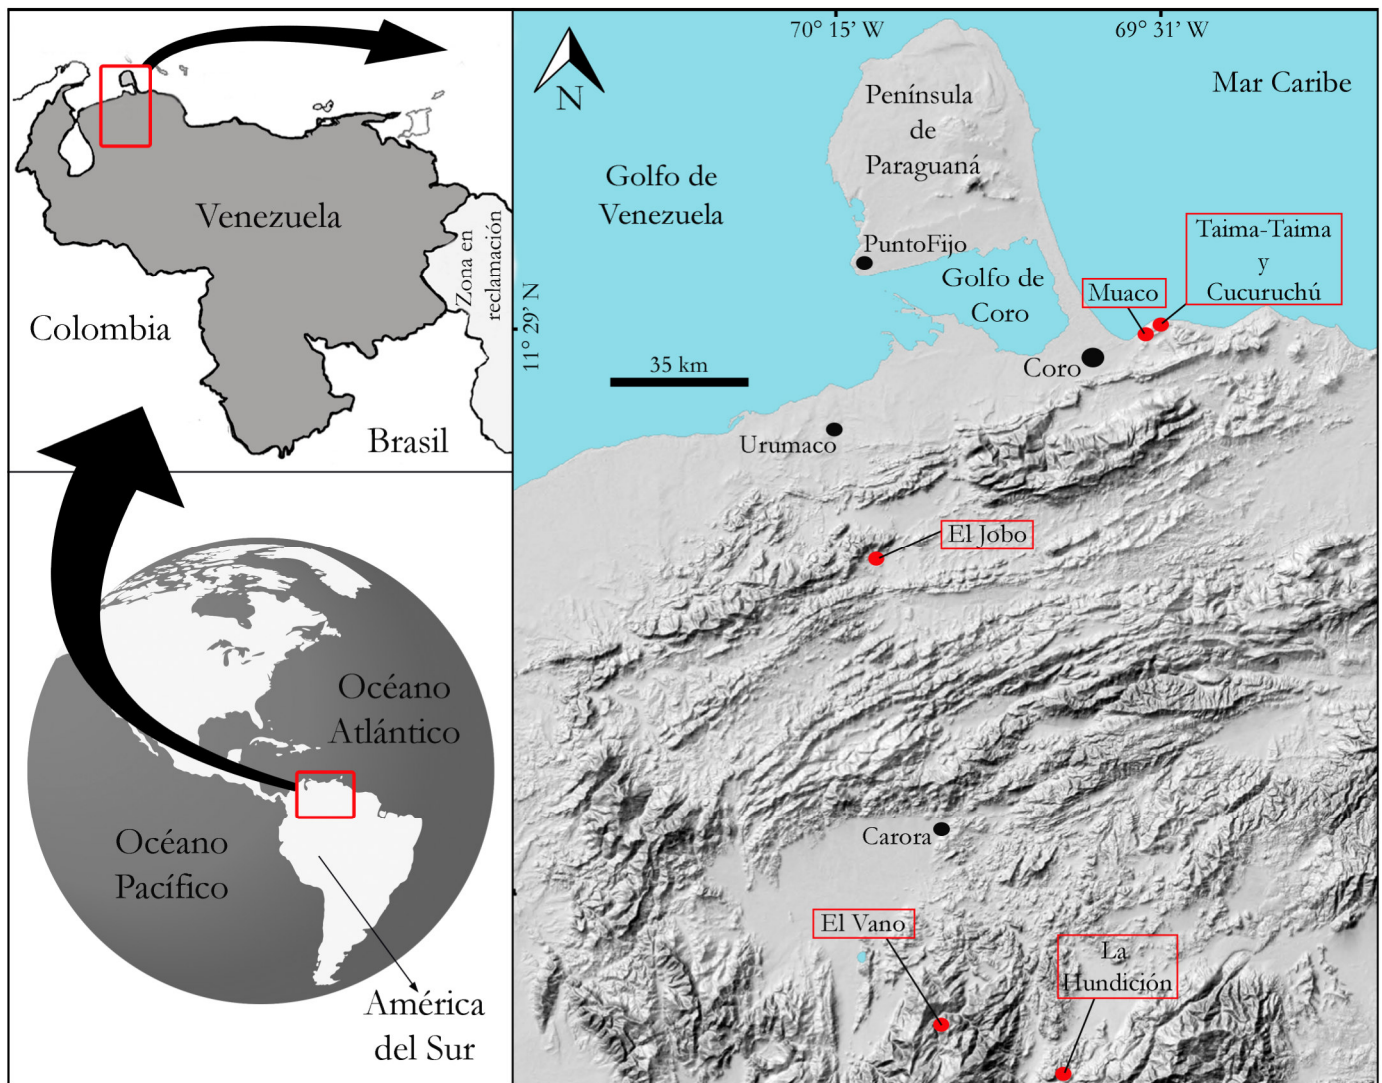 Venezuela
Zona en
reclamación
Colombia
Brasil
Océano
Atlántico
Océano
Pacífico
América
del Sur
70° 15’ W
69° 31’ W
N
Mar Caribe
Península
de
Paraguaná
Golfo de
Venezuela
PuntoFijo
Golfo de
Coro
Taima-Taima
y
Cucuruchú
Muaco
11° 29’ N
35 km
Coro
Urumaco
El Jobo
Carora
El Vano
La
Hundición